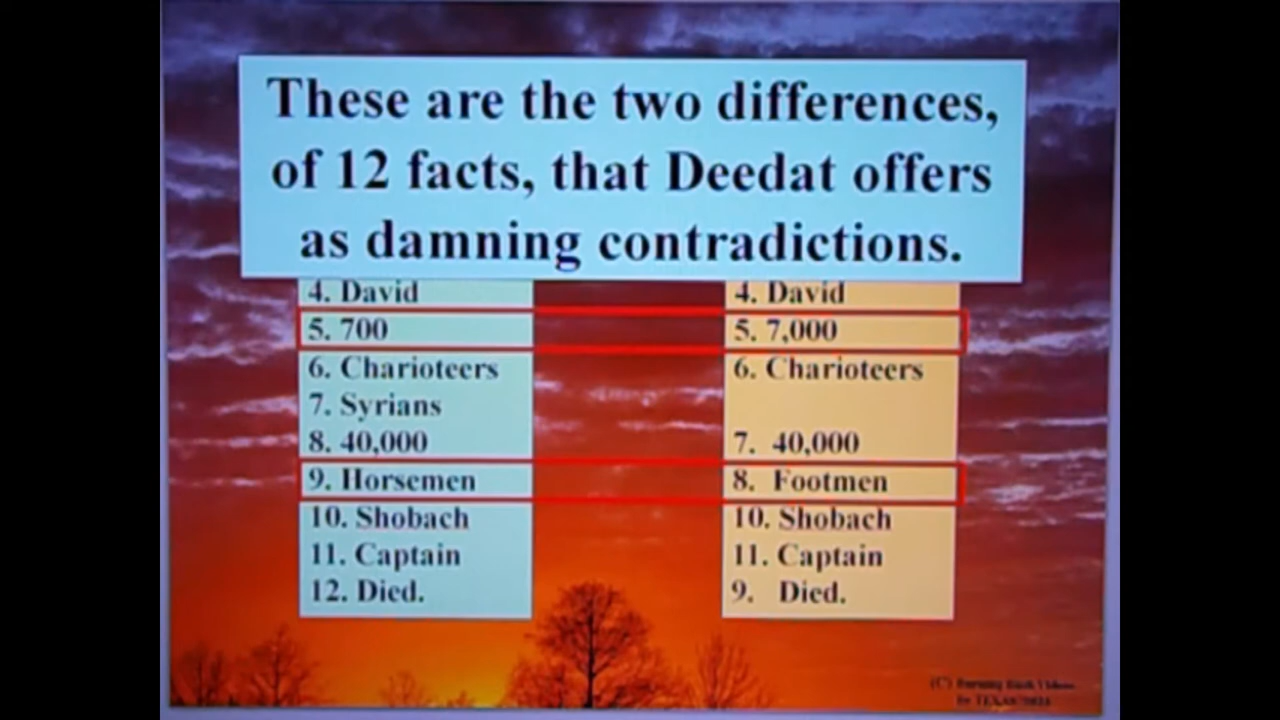 These are the two differences,
of 12 facts, that Deedat offers
as damning contradictions.
4. David
5. 700
6. Charioteers
7. Syrians
8. 40,000
9. Horsemen
10. Shobach
11. Captain
12. Died.
4. David
5. 7,000
6. Charioteers
7. 40,000
8. Footmen
10. Shobach
11. Captain
9. Died.
(C)